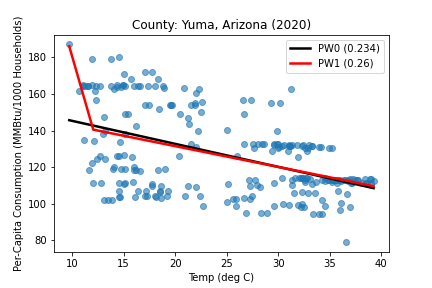 County: Yuma, Arizona (2020)
Per-Capita Consumption (MMBtu/1000 Households)
PW0 (0.234)
PW1 (0.26)
180
160
140
120
100
80
10 15 20 25 30 35 40
Temp (deg C)